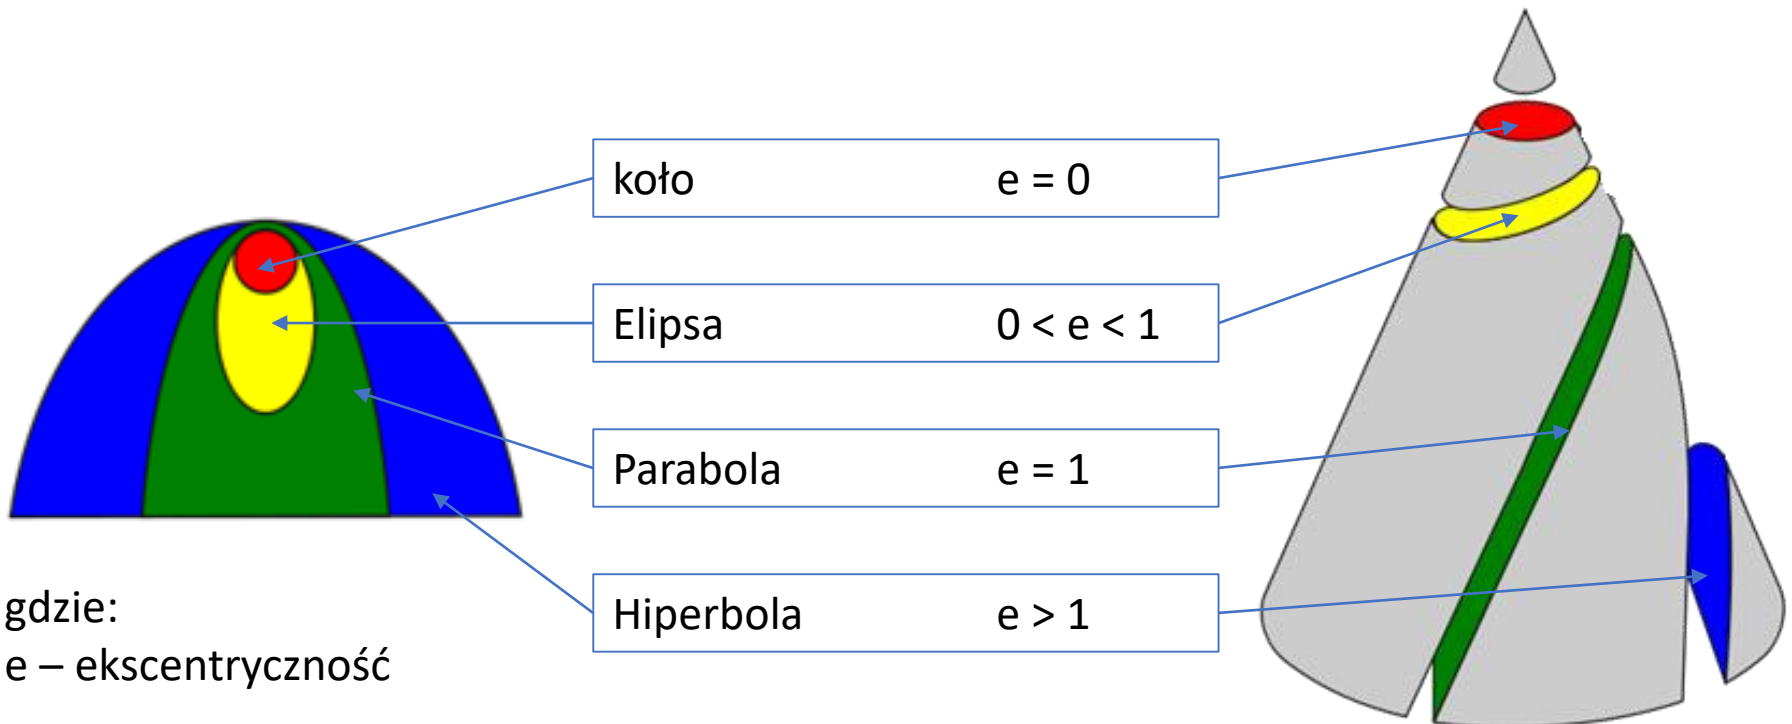 koło e = 0
Elipsa 0 < e < 1
Parabola e = 1
Hiperbola e > 1
gdzie:
e – ekscentryczność